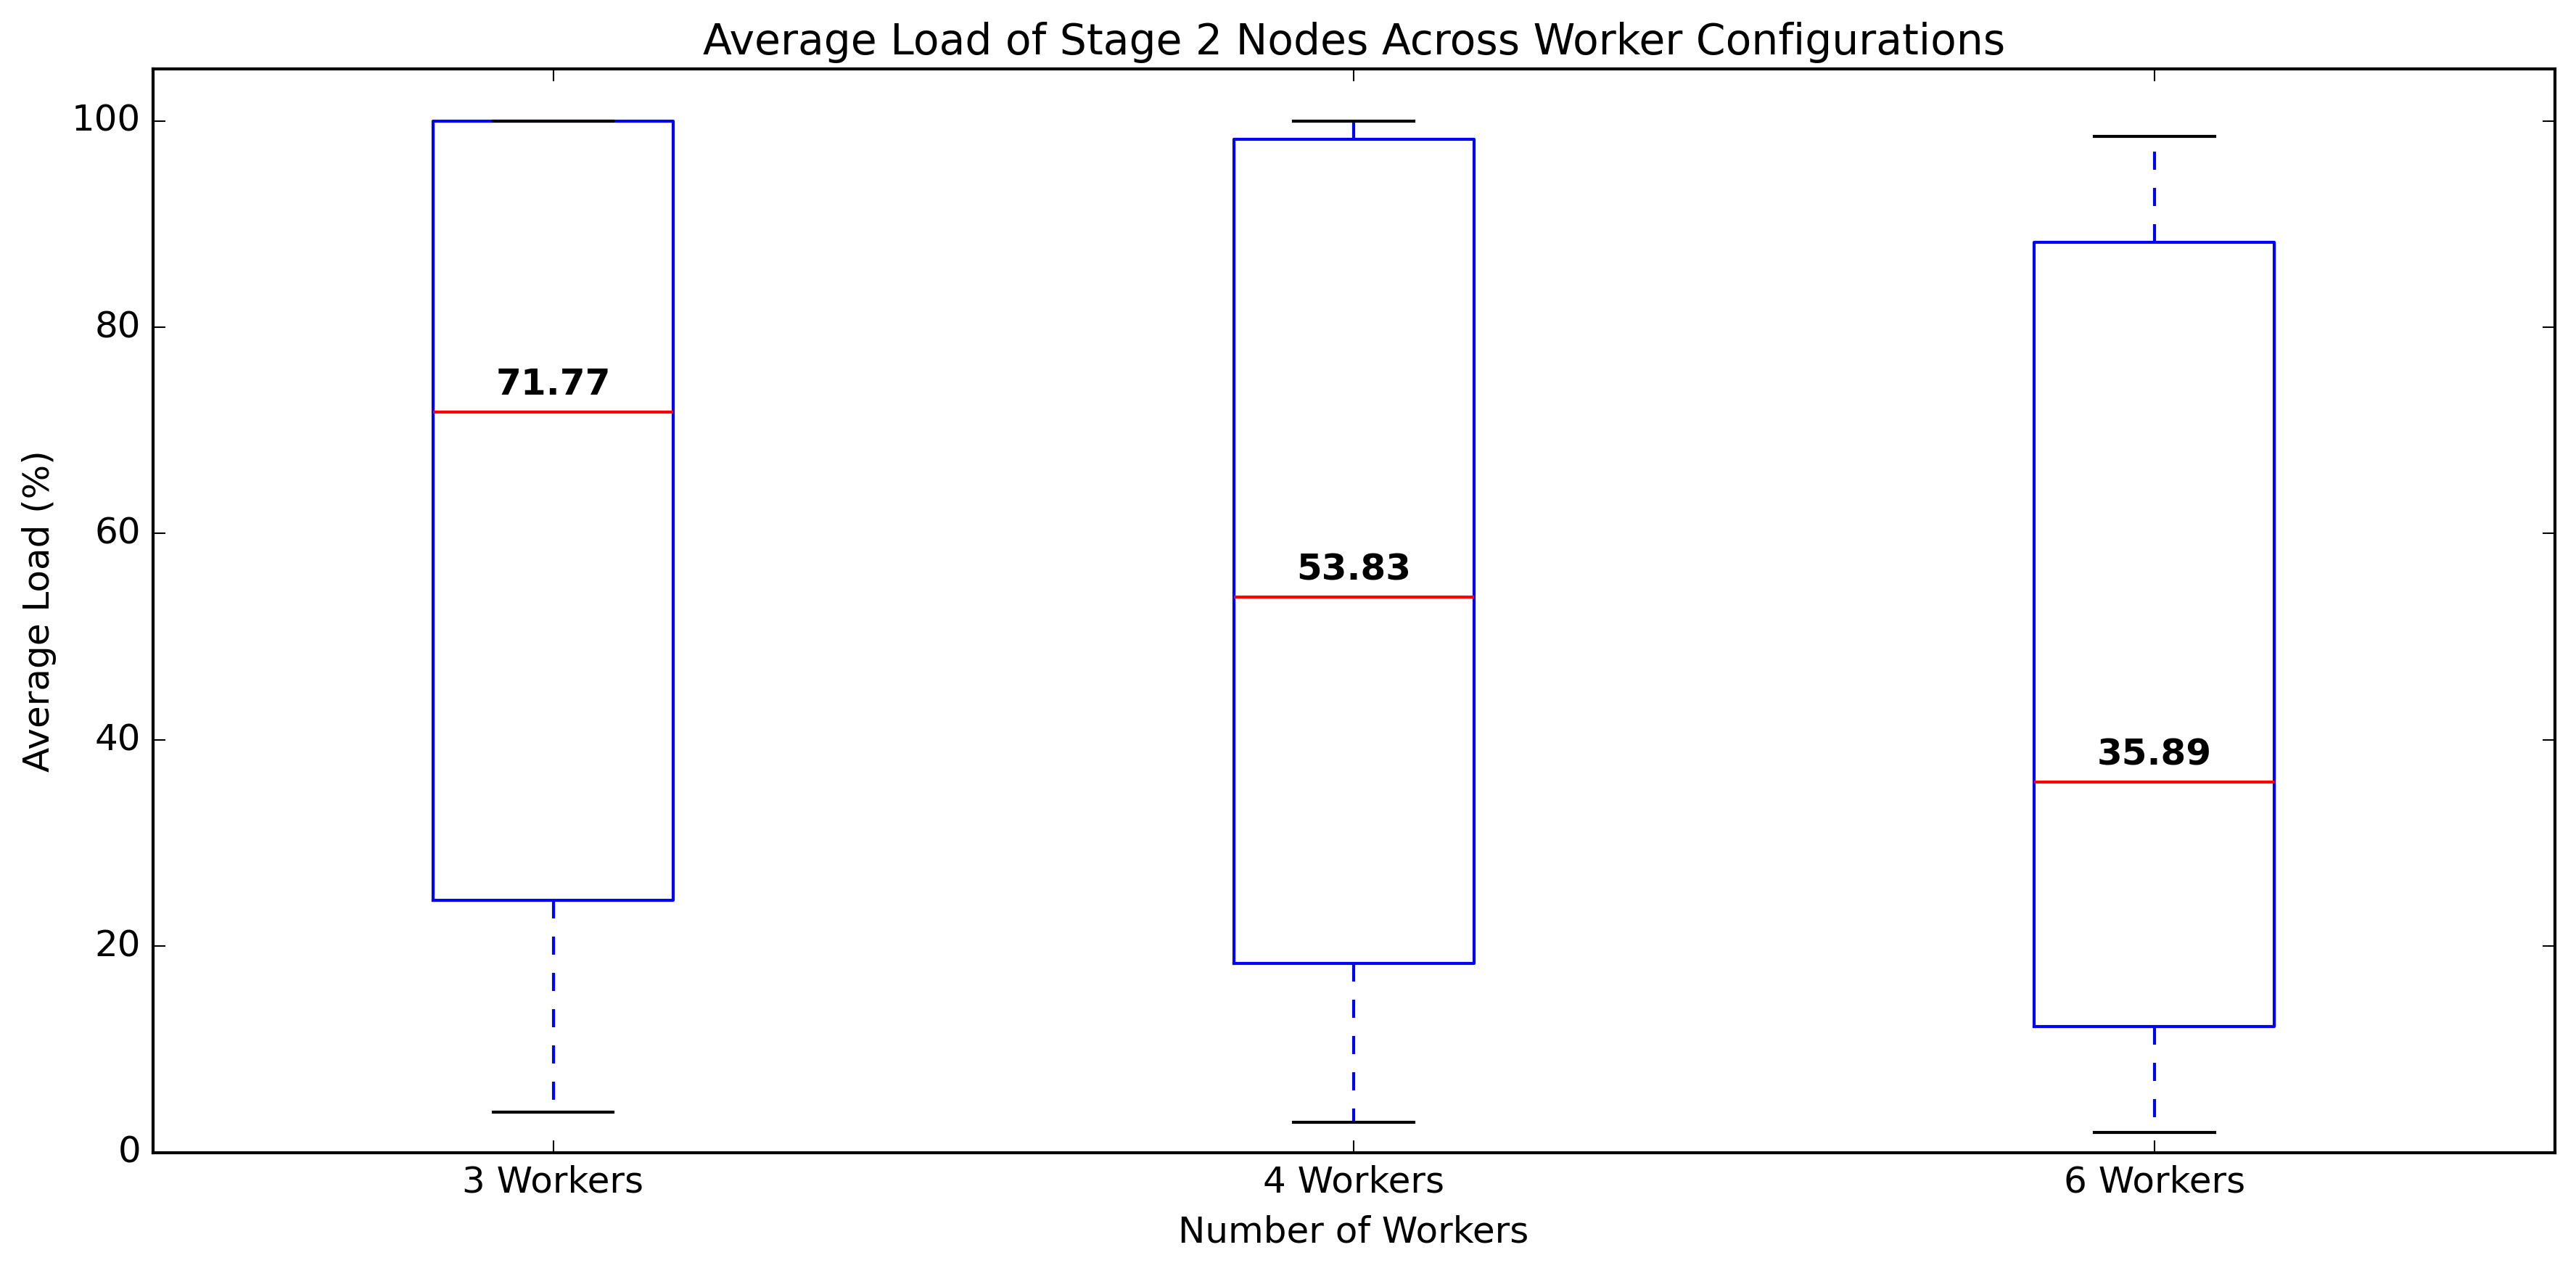 Average Load of Stage 2 Nodes Across Worker Configurations
Average Load (%)
100
80
60
40
20
0
71.77
53.83
35.89
3 Workers
4 Workers
6 Workers
Number of Workers